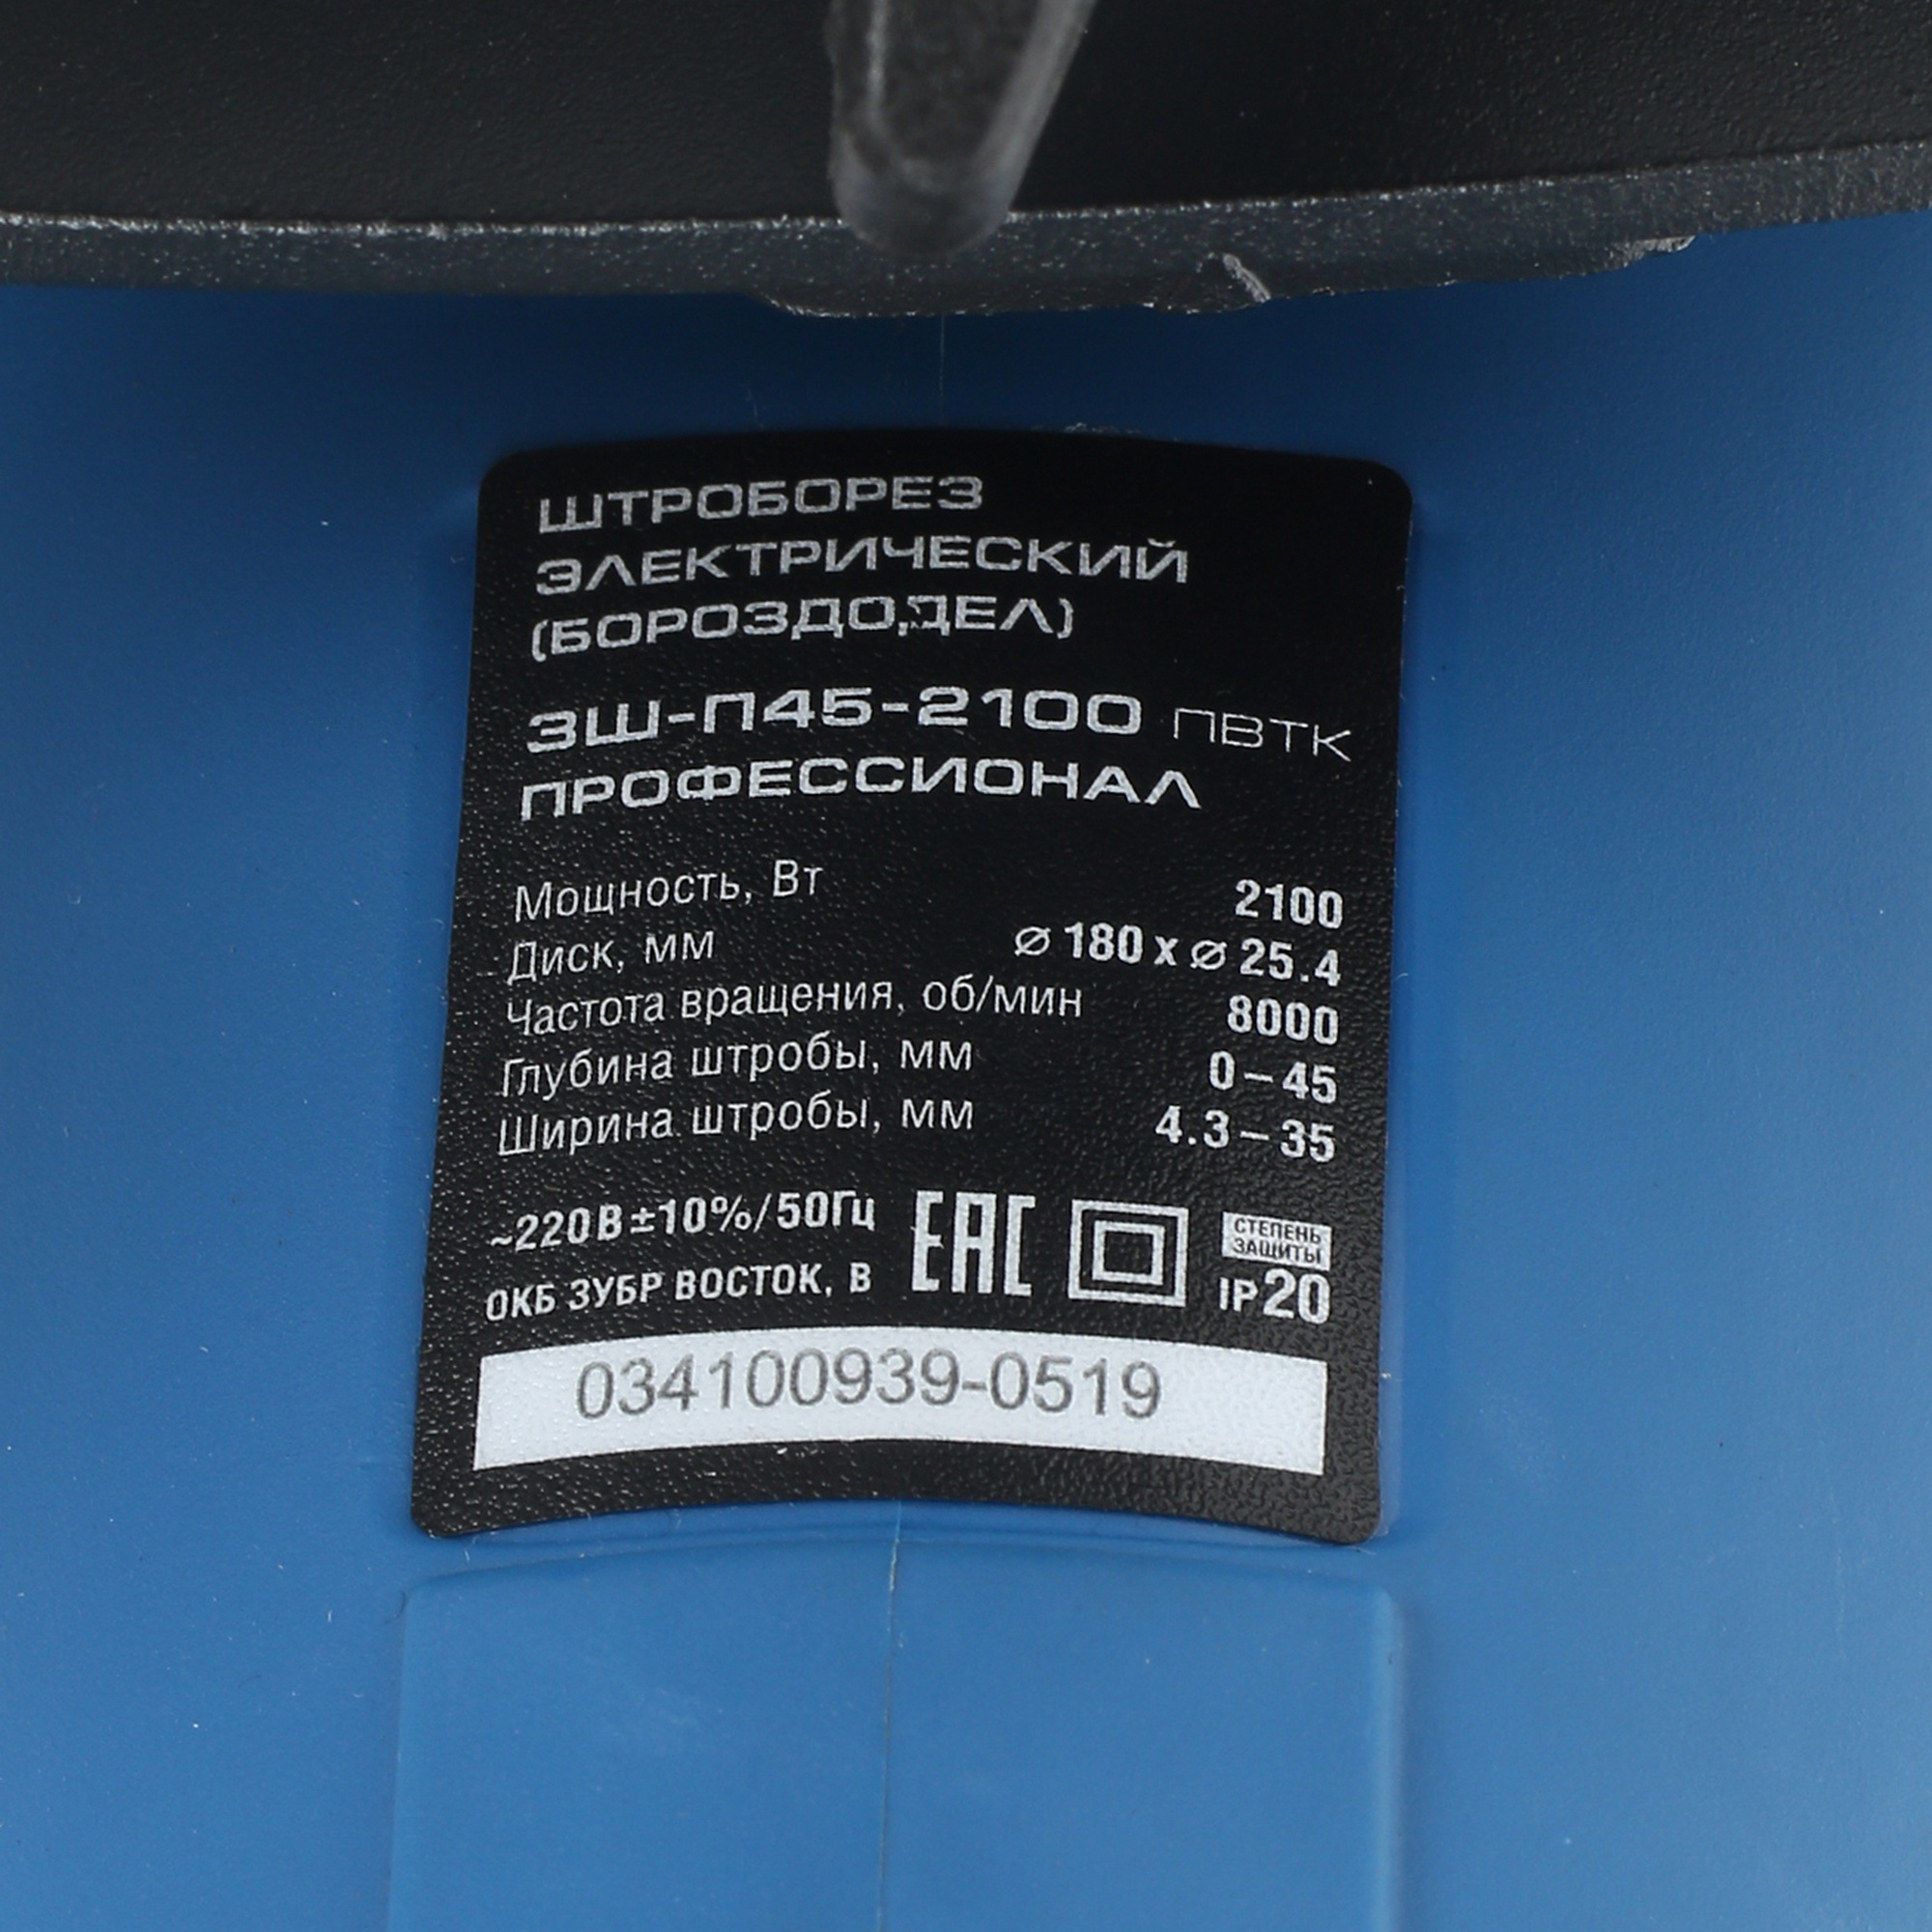 ШТРОБОРЕЗ
ЭЛЕКТРИЧЕСКИЙ
(БОРОЗДОДЕЛ)
ЗШ-П45-2100 ПВТК
ПРОФЕССИОНАЛ
Мощность, Вт 2100
Диск, мм ⌀ 180 x ⌀ 25.4
Частота вращения, об/мин 8000
Глубина штробы, мм 0–45
Ширина штробы, мм 4.3–35
~220В±10%/50Гц EAC СТЕПЕНЬ
ЗАЩИТЫ
ОКБ ЗУБР ВОСТОК, В IP20
034100939-0519